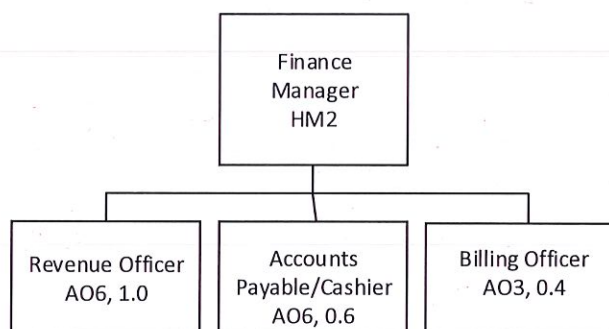 Finance
Manager
HM2
Revenue Officer
AO6, 1.0
Accounts
Payable/Cashier
AO6, 0.6
Billing Officer
AO3, 0.4